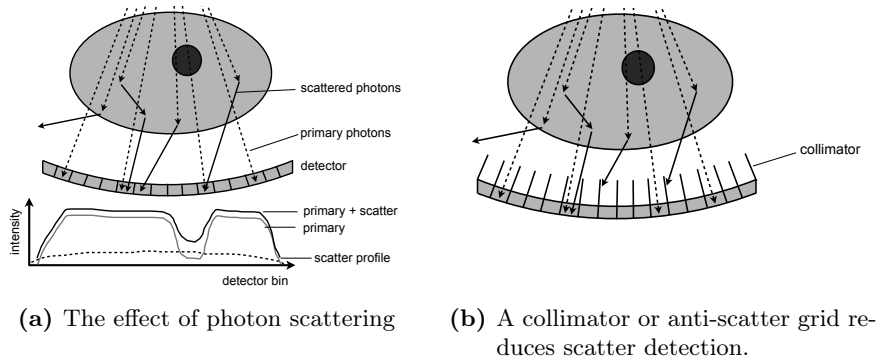 scattered photons
primary photons
detector
intensity
primary + scatter
primary
scatter profile
detector bin
(a) The effect of photon scattering
collimator
(b) A collimator or anti-scatter grid re-
duces scatter detection.